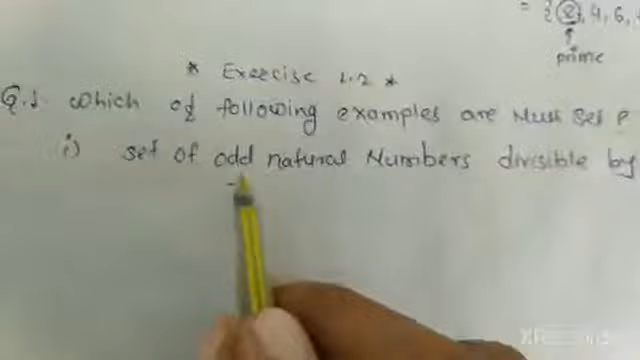 = {2, 4, 6,
prime
* Exercise 1.2 *
Q.1 Which of following examples are Null Set ?
i) set of odd natural Numbers divisible by